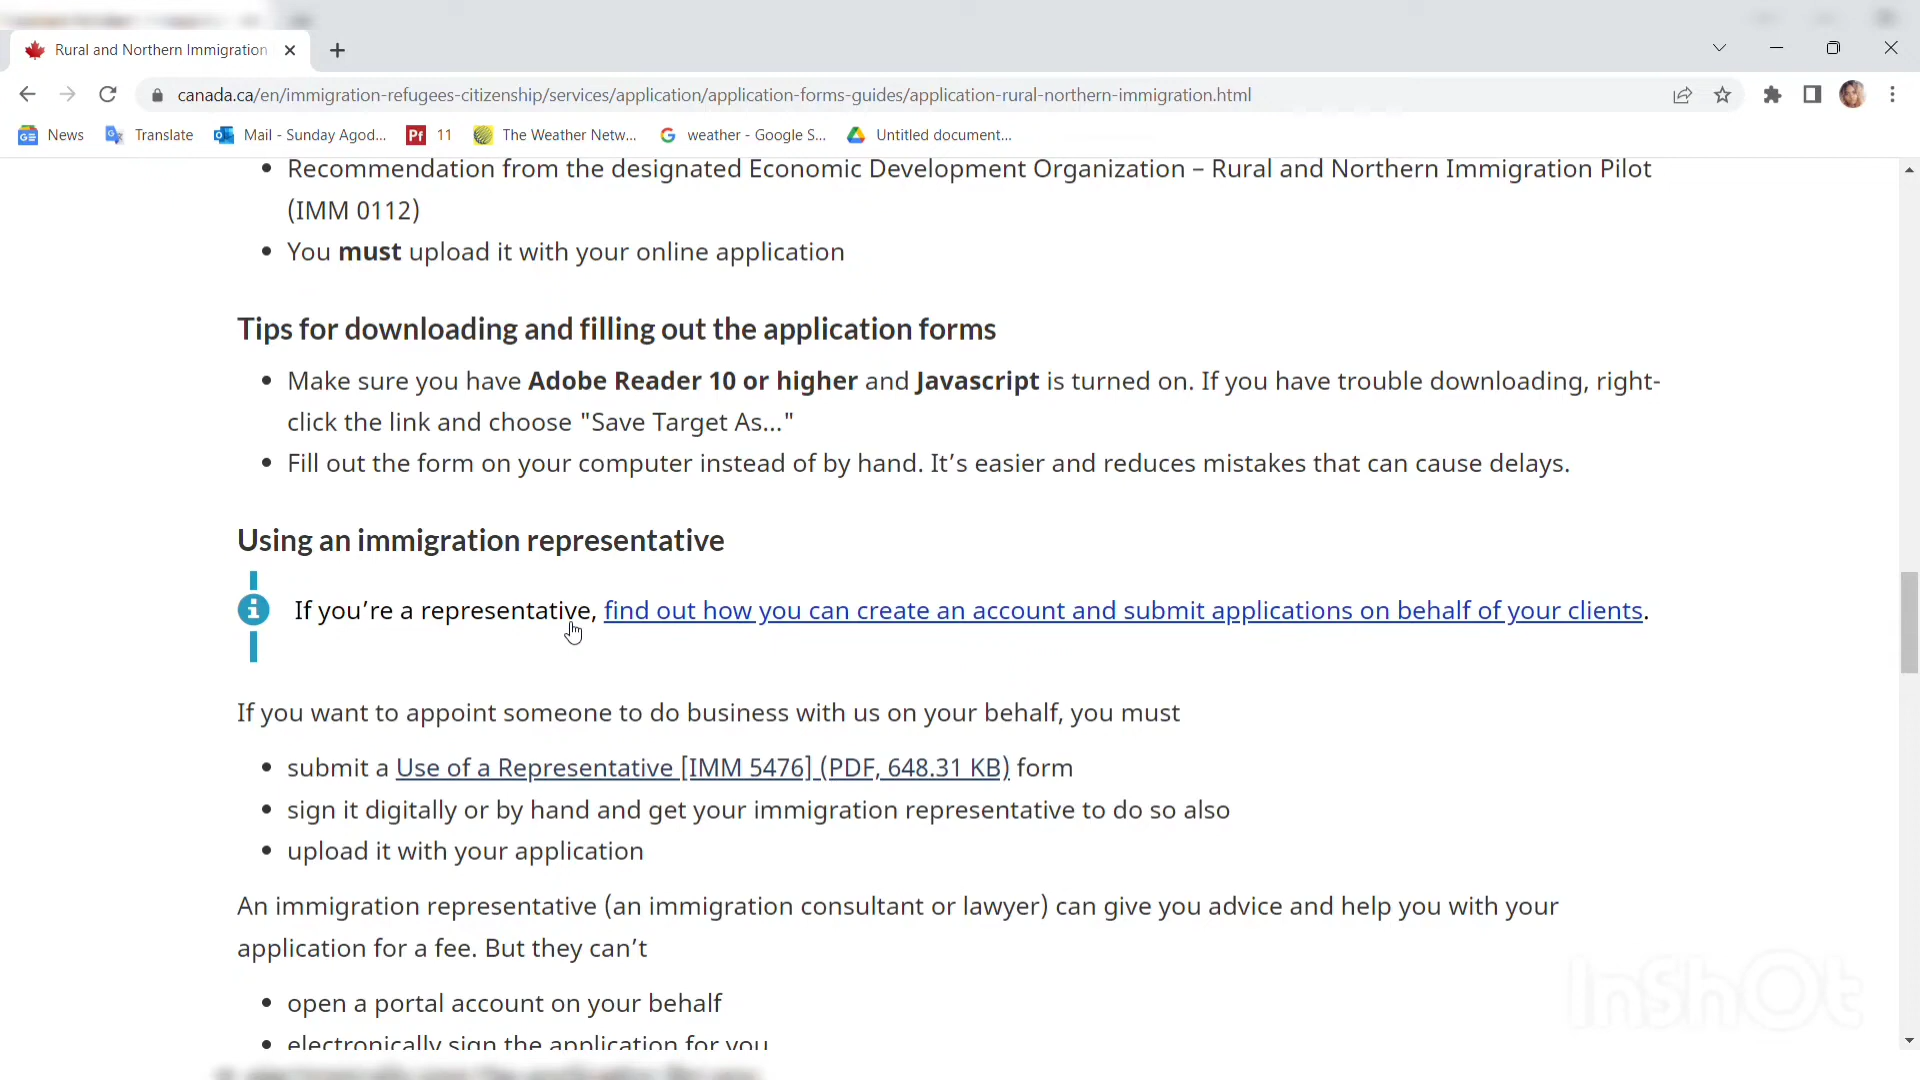 Rural and Northern Immigration
canada.ca/en/immigration-refugees-citizenship/services/application/application-forms-guides/application-rural-northern-immigration.html
News Translate Mail - Sunday Agod... Pf 11 The Weather Netw... weather - Google S... Untitled document...
• Recommendation from the designated Economic Development Organization – Rural and Northern Immigration Pilot
(IMM 0112)
• You must upload it with your online application
Tips for downloading and filling out the application forms
• Make sure you have Adobe Reader 10 or higher and Javascript is turned on. If you have trouble downloading, right-
click the link and choose "Save Target As..."
• Fill out the form on your computer instead of by hand. It’s easier and reduces mistakes that can cause delays.
Using an immigration representative
If you’re a representative, find out how you can create an account and submit applications on behalf of your clients.
If you want to appoint someone to do business with us on your behalf, you must
• submit a Use of a Representative [IMM 5476] (PDF, 648.31 KB) form
• sign it digitally or by hand and get your immigration representative to do so also
• upload it with your application
An immigration representative (an immigration consultant or lawyer) can give you advice and help you with your
application for a fee. But they can’t
• open a portal account on your behalf
• electronically sign the application for you
InShOt